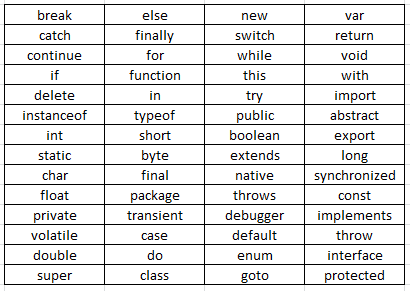 break else new var
catch finally switch return
continue for while void
if function this with
delete in try import
instanceof typeof public abstract
int short boolean export
static byte extends long
char final native synchronized
float package throws const
private transient debugger implements
volatile case default throw
double do enum interface
super class goto protected